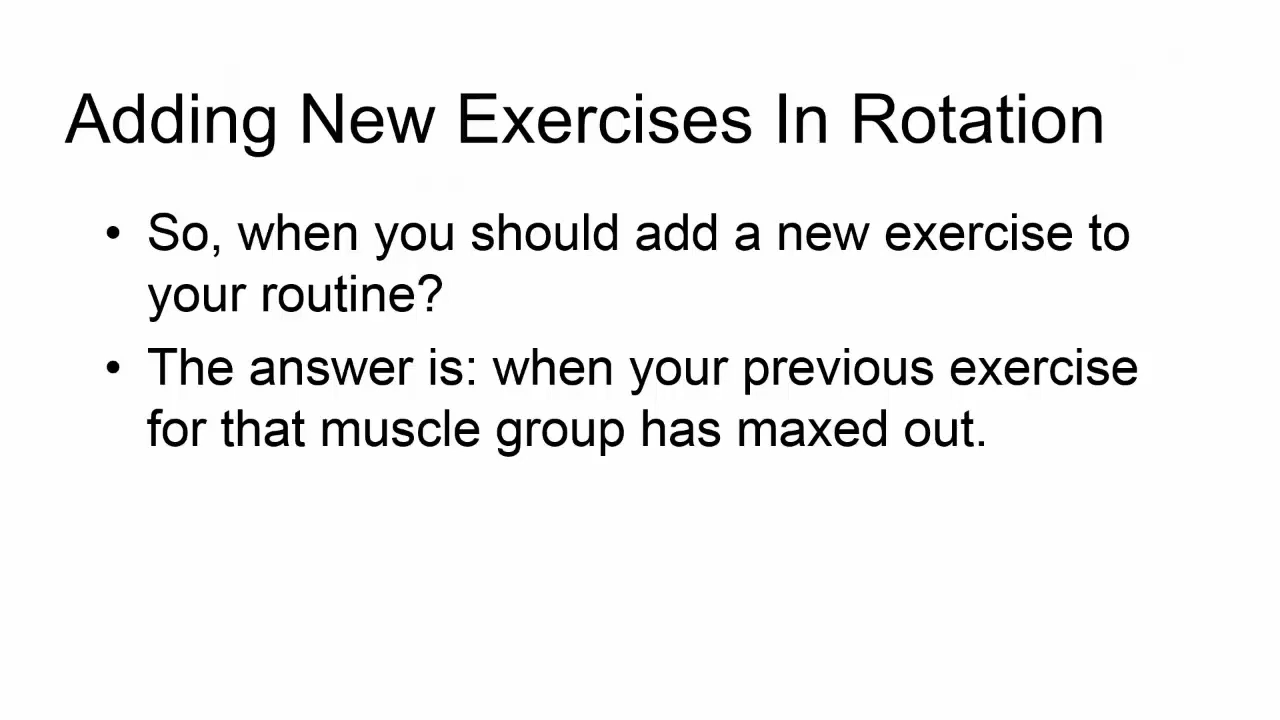 Adding New Exercises In Rotation
• So, when you should add a new exercise to
your routine?
• The answer is: when your previous exercise
for that muscle group has maxed out.